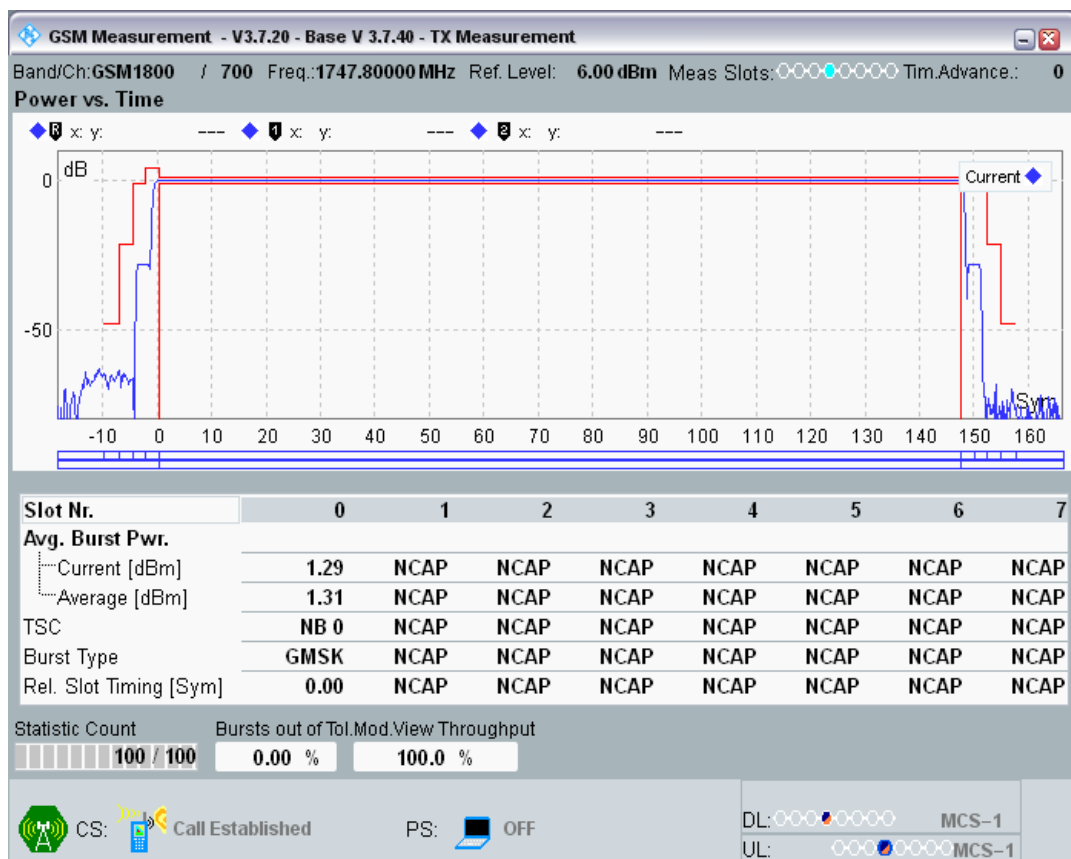 GSM Measurement - V3.7.20 - Base V 3.7.40 - TX Measurement
Band/Ch:GSM1800 / 700 Freq.:1747.80000 MHz Ref. Level: 6.00 dBm Meas Slots: Tim.Advance.: 0
Power vs. Time
R x: y: --- 1 x: y: --- 2 x: y: ---
dB
Current
0
-50
Sym
-10 0 10 20 30 40 50 60 70 80 90 100 110 120 130 140 150 160
Slot Nr. 0 1 2 3 4 5 6 7
Avg. Burst Pwr.
Current [dBm] 1.29 NCAP NCAP NCAP NCAP NCAP NCAP NCAP
Average [dBm] 1.31 NCAP NCAP NCAP NCAP NCAP NCAP NCAP
TSC NB 0 NCAP NCAP NCAP NCAP NCAP NCAP NCAP
Burst Type GMSK NCAP NCAP NCAP NCAP NCAP NCAP NCAP
Rel. Slot Timing [Sym] 0.00 NCAP NCAP NCAP NCAP NCAP NCAP NCAP
Statistic Count Bursts out of Tol.Mod.View Throughput
100 / 100 0.00 % 100.0 %
CS: Call Established PS: OFF DL: MCS-1
UL: MCS-1